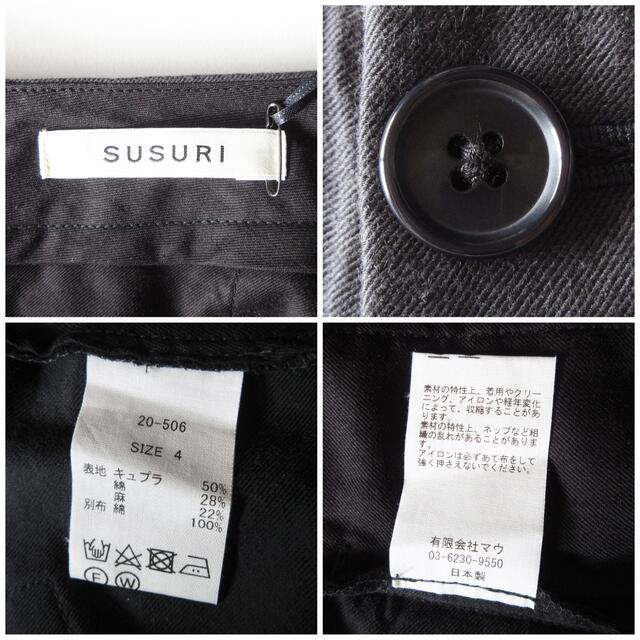 SUSURI
20-506
SIZE 4
表地 キュプラ 50%
綿 28%
麻 22%
別布 綿 100%
F W
素材の特性上、着用やクリー
ニング、アイロンや経年変化
によって、収縮することがあ
ります。
素材の特性上、ネップなど組
織の乱れがあることがありま
す。
アイロンは必ずあて布をして
強く押さえないでください。
有限会社マウ
03-6230-9550
日本製